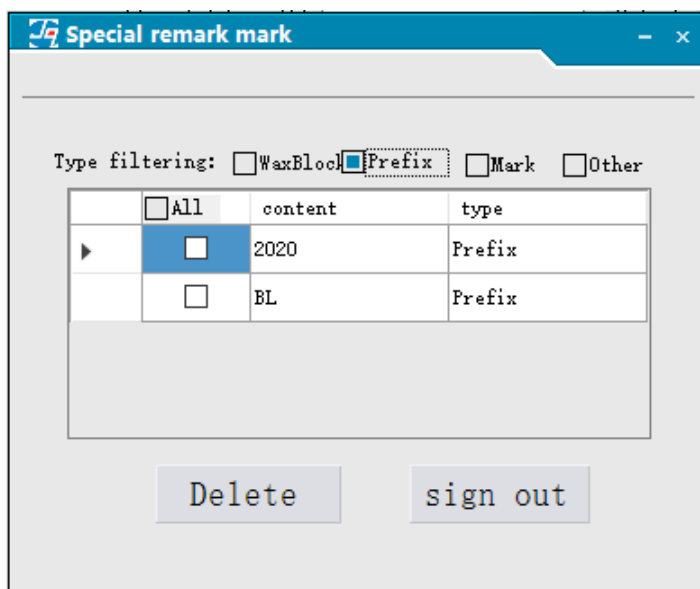 Special remark mark
Type filtering: WaxBlock Prefix Mark Other
All content type
2020 Prefix
BL Prefix
Delete sign out